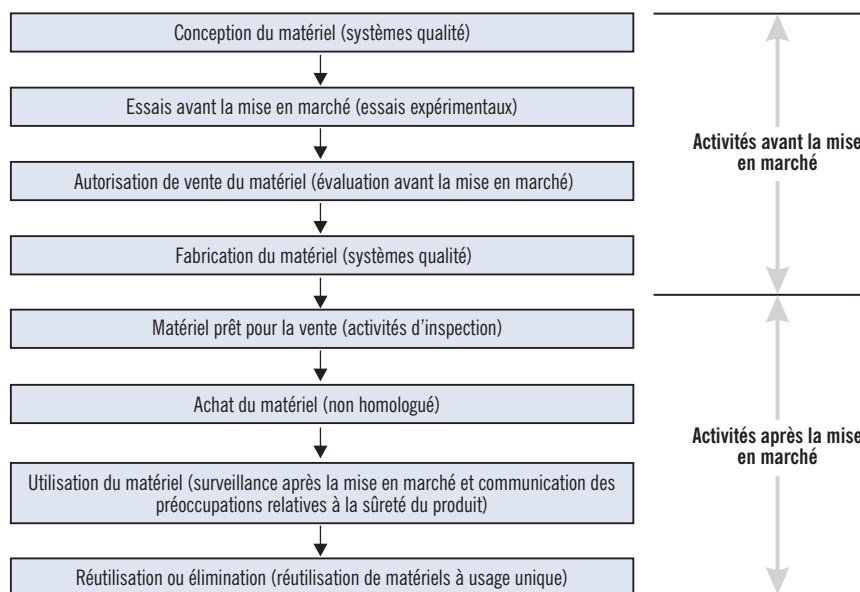 Conception du matériel (systèmes qualité)
Essais avant la mise en marché (essais expérimentaux)
Autorisation de vente du matériel (évaluation avant la mise en marché)
Fabrication du matériel (systèmes qualité)
Activités avant la mise
en marché
Matériel prêt pour la vente (activités d’inspection)
Achat du matériel (non homologué)
Utilisation du matériel (surveillance après la mise en marché et communication des
préoccupations relatives à la sûreté du produit)
Réutilisation ou élimination (réutilisation de matériels à usage unique)
Activités après la mise
en marché